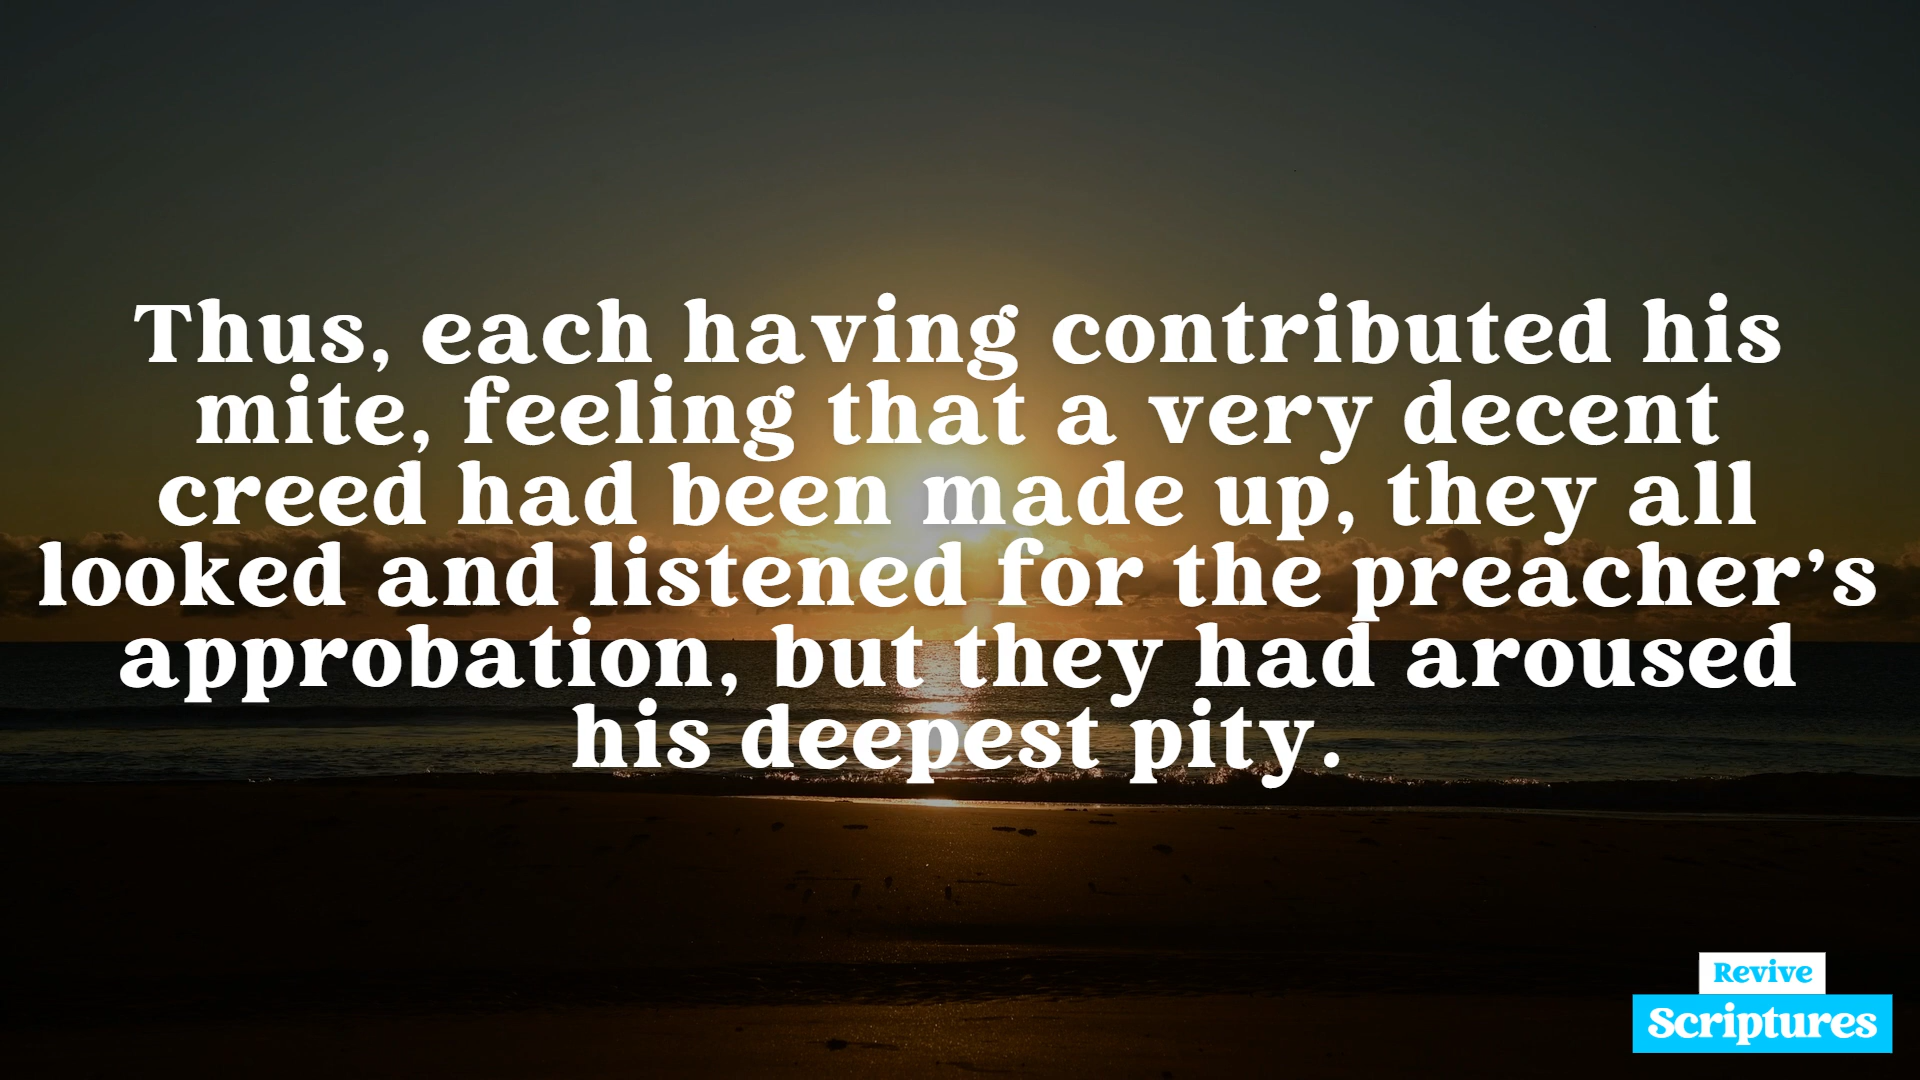 Thus, each having contributed his
mite, feeling that a very decent
creed had been made up, they all
looked and listened for the preacher’s
approbation, but they had aroused
his deepest pity.
Revive
Scriptures